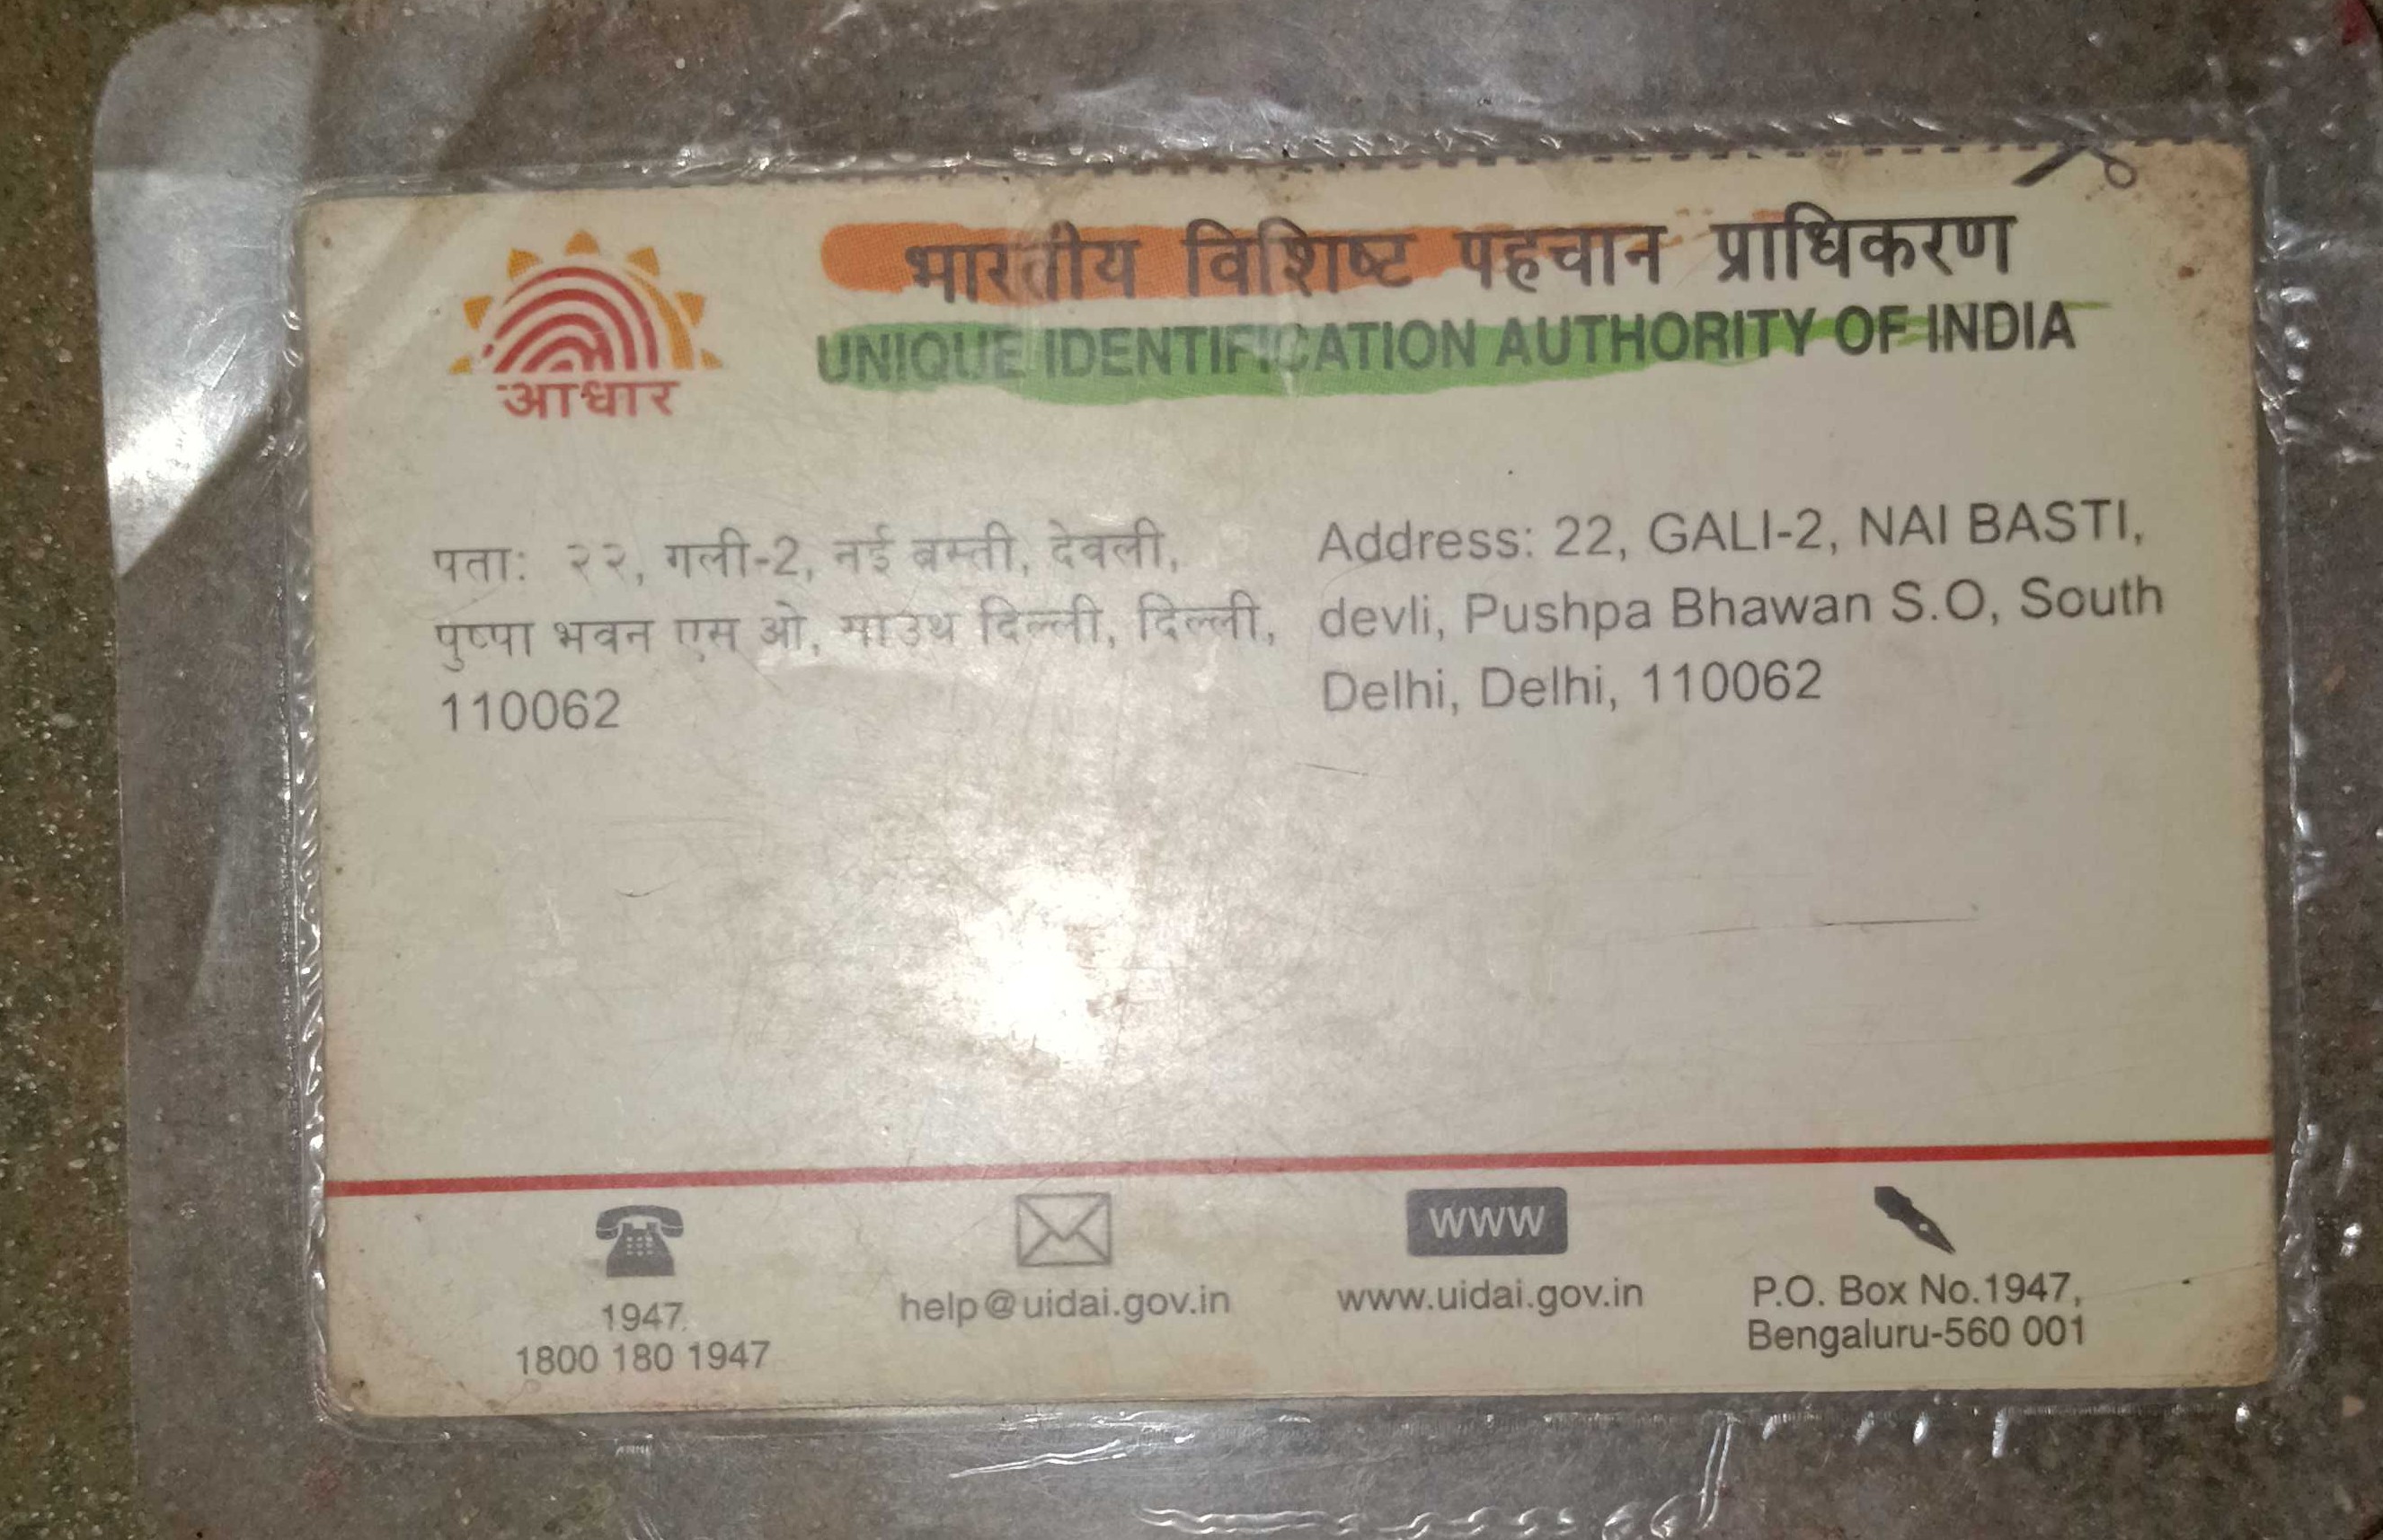 भारतीय विशिष्ट पहचान प्राधिकरण
UNIQUE IDENTIFICATION AUTHORITY OF INDIA
आधार
पता: २२, गली-2, नई बस्ती, देवली,
पुष्पा भवन एस ओ, साउथ दिल्ली, दिल्ली,
110062
Address: 22, GALI-2, NAI BASTI,
devli, Pushpa Bhawan S.O, South
Delhi, Delhi, 110062
1947
1800 180 1947
help@uidai.gov.in
www
www.uidai.gov.in
P.O. Box No.1947,
Bengaluru-560 001